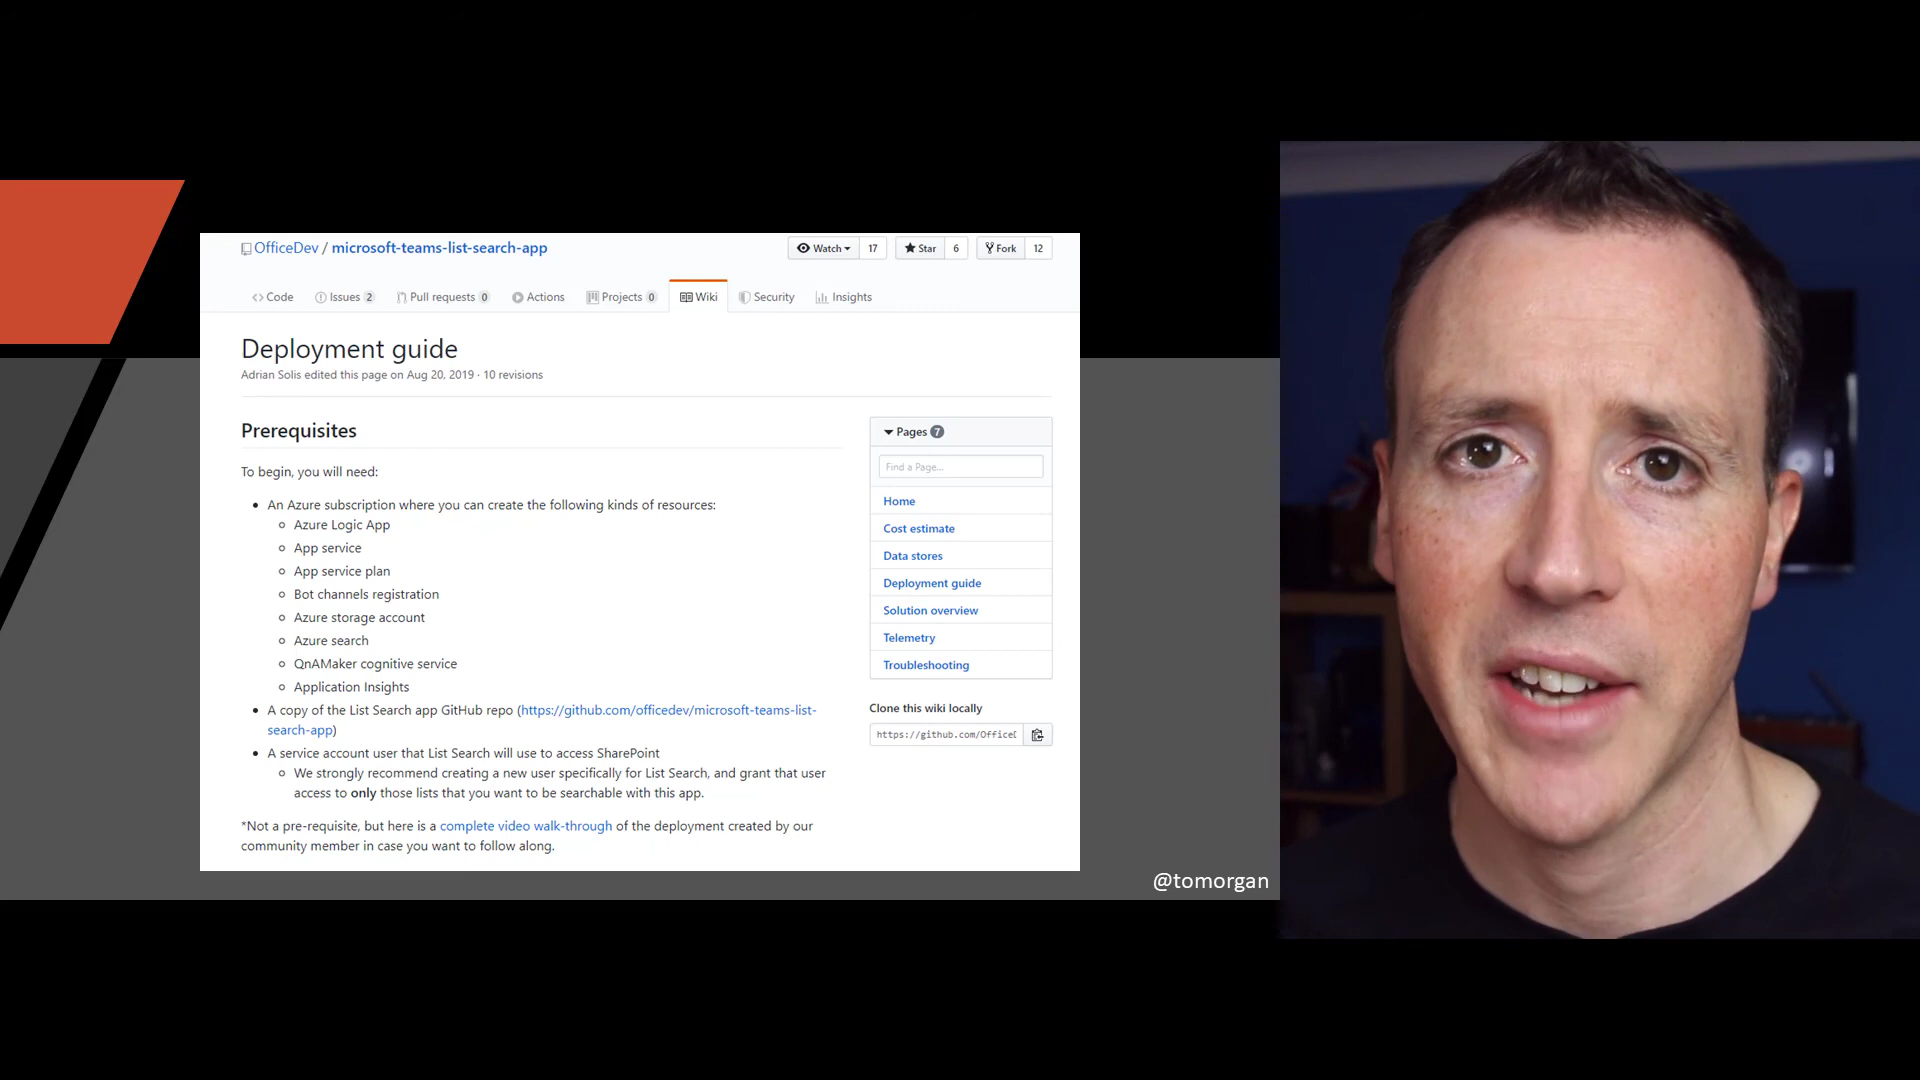 OfficeDev / microsoft-teams-list-search-app
Watch 17 Star 6 Fork 12
Code Issues 2 Pull requests 0 Actions Projects 0 Wiki Security Insights
Deployment guide
Adrian Solis edited this page on Aug 20, 2019 · 10 revisions
Prerequisites
To begin, you will need:
• An Azure subscription where you can create the following kinds of resources:
○ Azure Logic App
○ App service
○ App service plan
○ Bot channels registration
○ Azure storage account
○ Azure search
○ QnAMaker cognitive service
○ Application Insights
• A copy of the List Search app GitHub repo (https://github.com/officedev/microsoft-teams-list-
search-app)
• A service account user that List Search will use to access SharePoint
○ We strongly recommend creating a new user specifically for List Search, and grant that user
access to only those lists that you want to be searchable with this app.
*Not a pre-requisite, but here is a complete video walk-through of the deployment created by our
community member in case you want to follow along.
Pages 7
Find a Page...
Home
Cost estimate
Data stores
Deployment guide
Solution overview
Telemetry
Troubleshooting
Clone this wiki locally
https://github.com/Office
@tomorgan